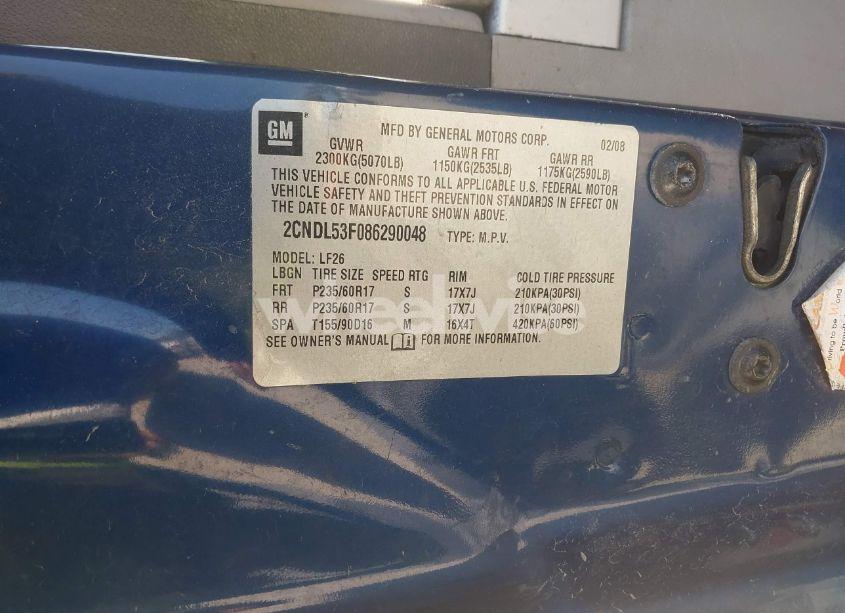 GM
MFD BY GENERAL MOTORS CORP. 02/08
GVWR GAWR FRT GAWR RR
2300KG(5070LB) 1150KG(2535LB) 1175KG(2590LB)
THIS VEHICLE CONFORMS TO ALL APPLICABLE U.S. FEDERAL MOTOR
VEHICLE SAFETY AND THEFT PREVENTION STANDARDS IN EFFECT ON
THE DATE OF MANUFACTURE SHOWN ABOVE.
2CNDL53F086290048 TYPE: M.P.V.
MODEL: LF26
LBGN TIRE SIZE SPEED RTG RIM COLD TIRE PRESSURE
FRT P235/60R17 S 17X7J 210KPA(30PSI)
RR P235/60R17 S 17X7J 210KPA(30PSI)
SPA T155/90D16 M 16X4T 420KPA(60PSI)
SEE OWNER'S MANUAL FOR MORE INFORMATION.